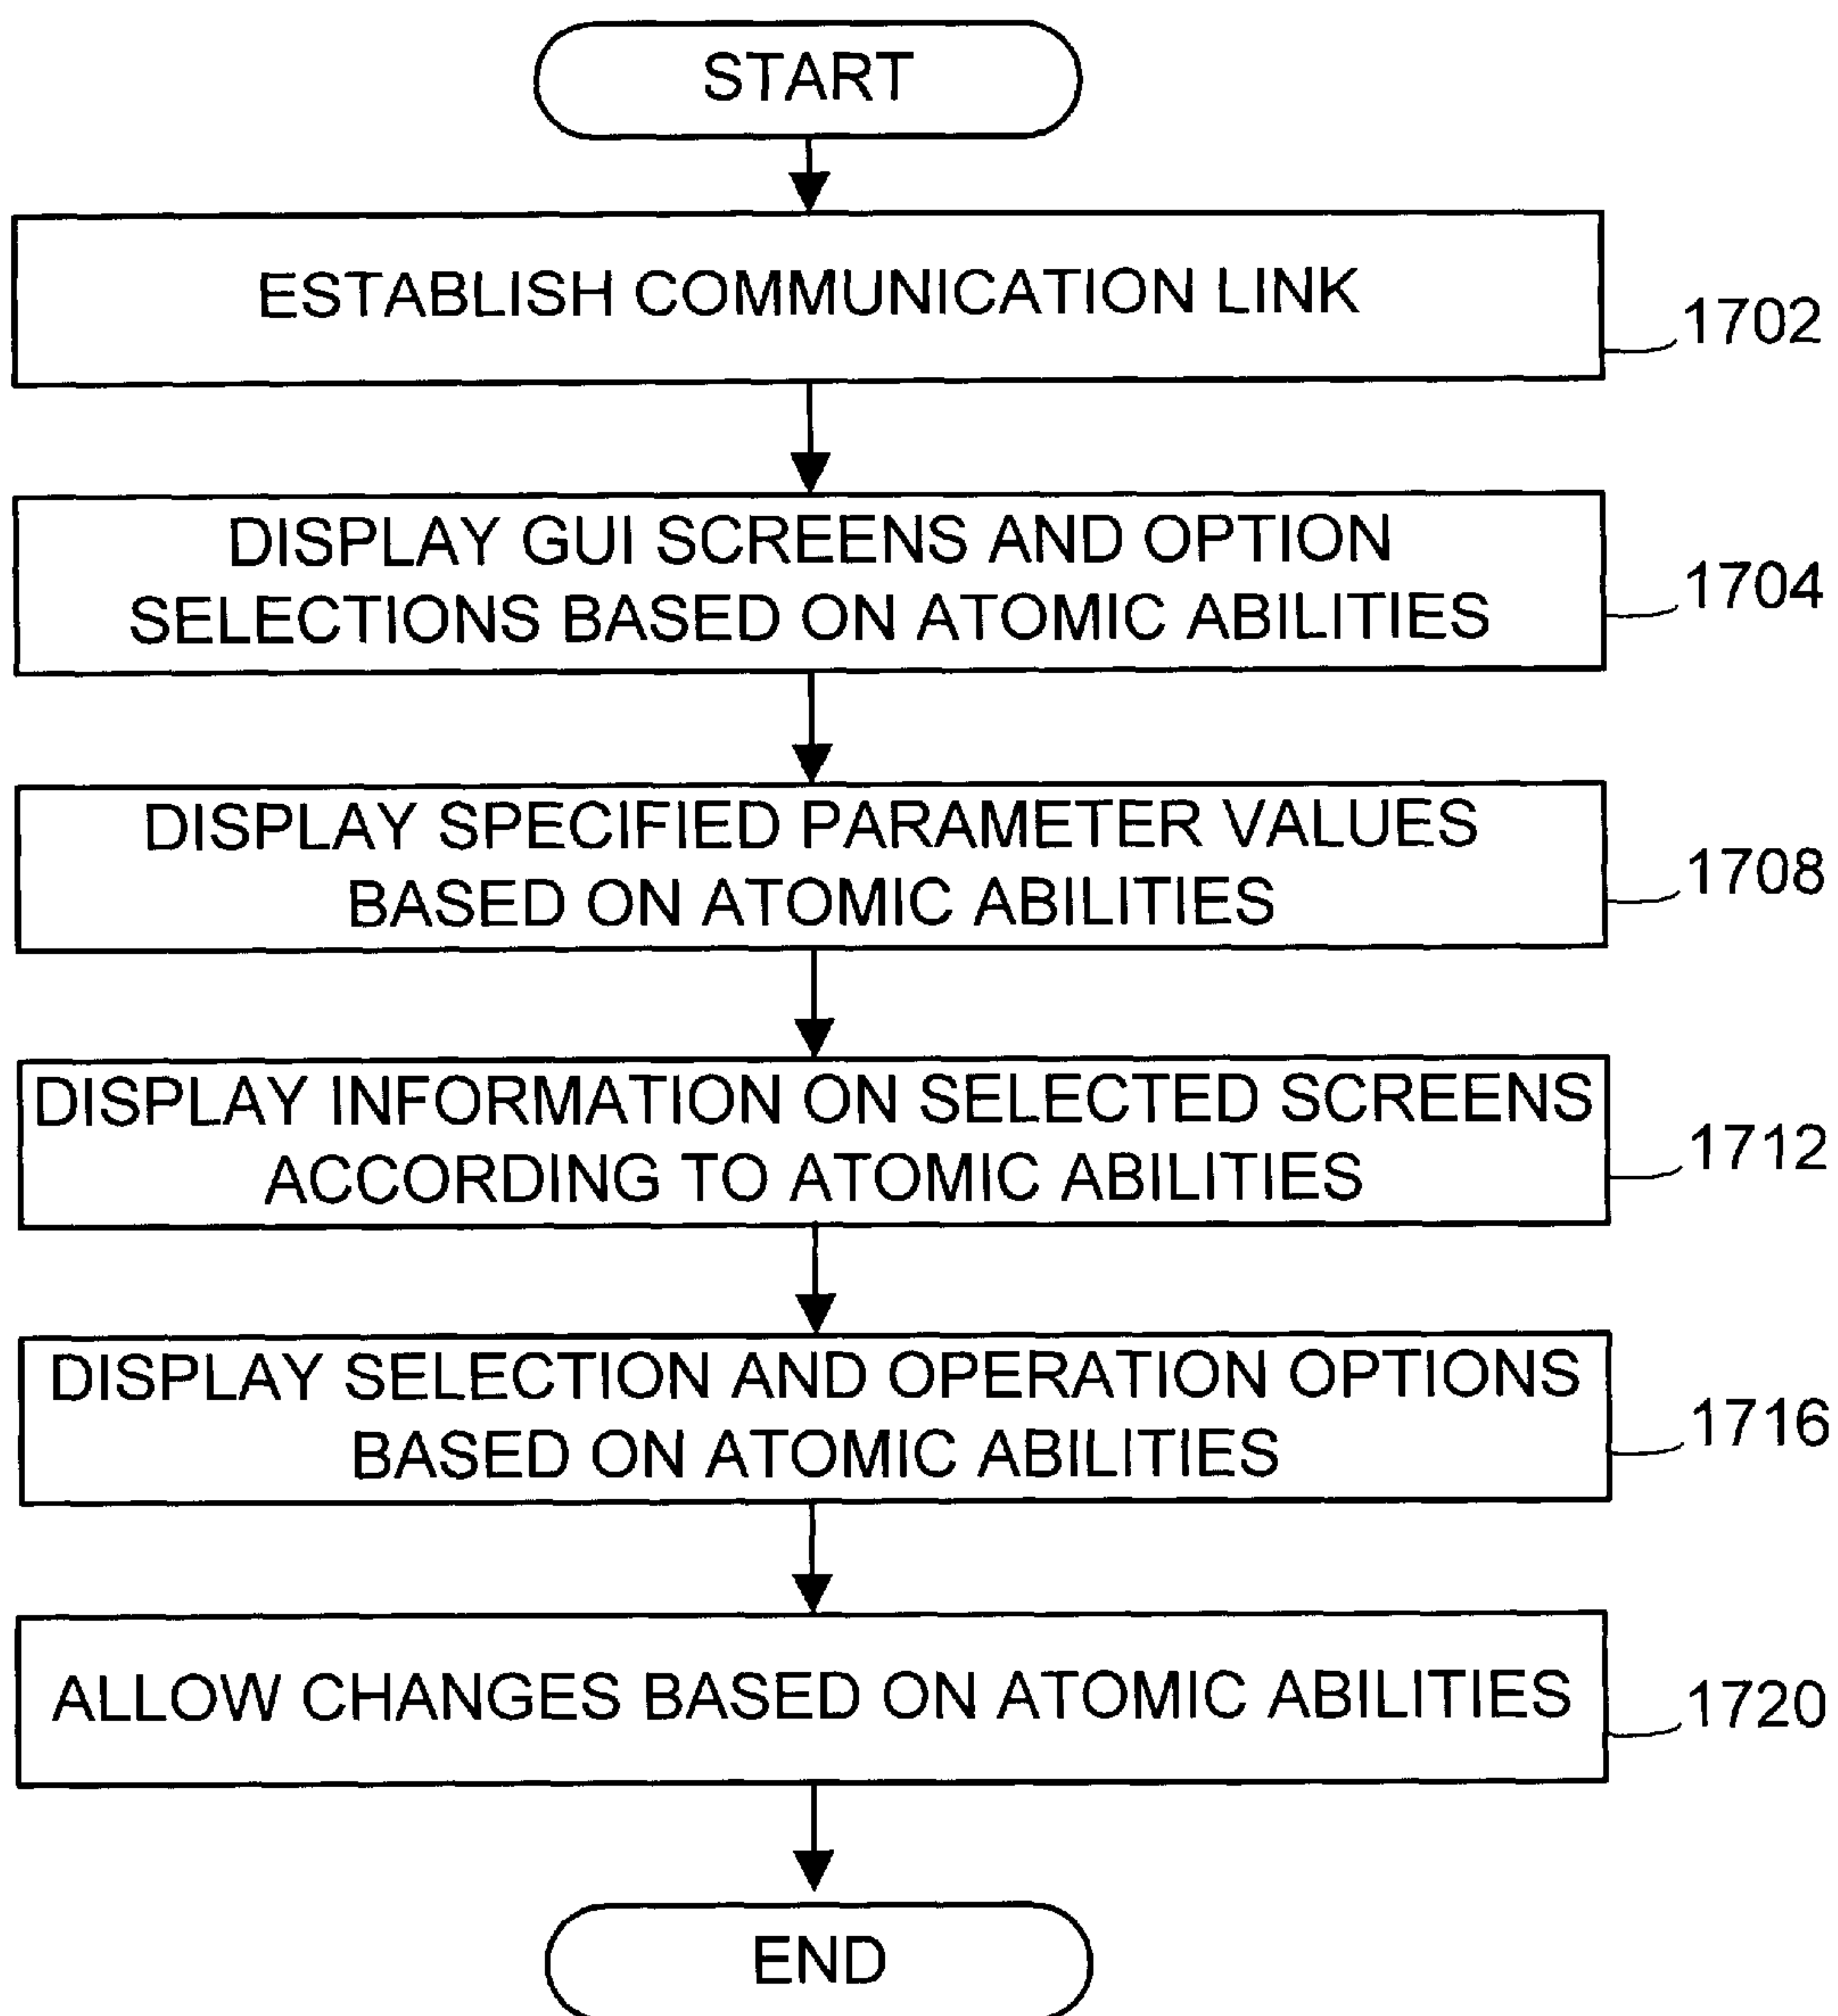 START
ESTABLISH COMMUNICATION LINK
1702
DISPLAY GUI SCREENS AND OPTION
SELECTIONS BASED ON ATOMIC ABILITIES
1704
DISPLAY SPECIFIED PARAMETER VALUES
BASED ON ATOMIC ABILITIES
1708
DISPLAY INFORMATION ON SELECTED SCREENS
ACCORDING TO ATOMIC ABILITIES
1712
DISPLAY SELECTION AND OPERATION OPTIONS
BASED ON ATOMIC ABILITIES
1716
ALLOW CHANGES BASED ON ATOMIC ABILITIES
1720
END